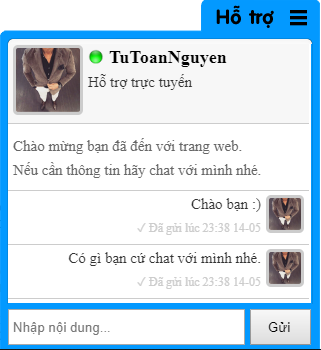 Hỗ trợ
TuToanNguyen
Hỗ trợ trực tuyến
Chào mừng bạn đã đến với trang web.
Nếu cần thông tin hãy chat với mình nhé.
Chào bạn :)
✓ Đã gửi lúc 23:38 14-05
Có gì bạn cứ chat với mình nhé.
✓ Đã gửi lúc 23:38 14-05
Nhập nội dung...
Gửi